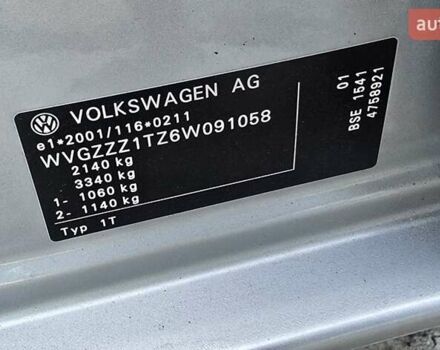 auto
VOLKSWAGEN AG
e1*2001/116*0211
WVGZZZ1TZ6W091058
2140 kg
3340 kg
1- 1060 kg
2- 1140 kg
Typ 1T
01
BSE 1541
4758921